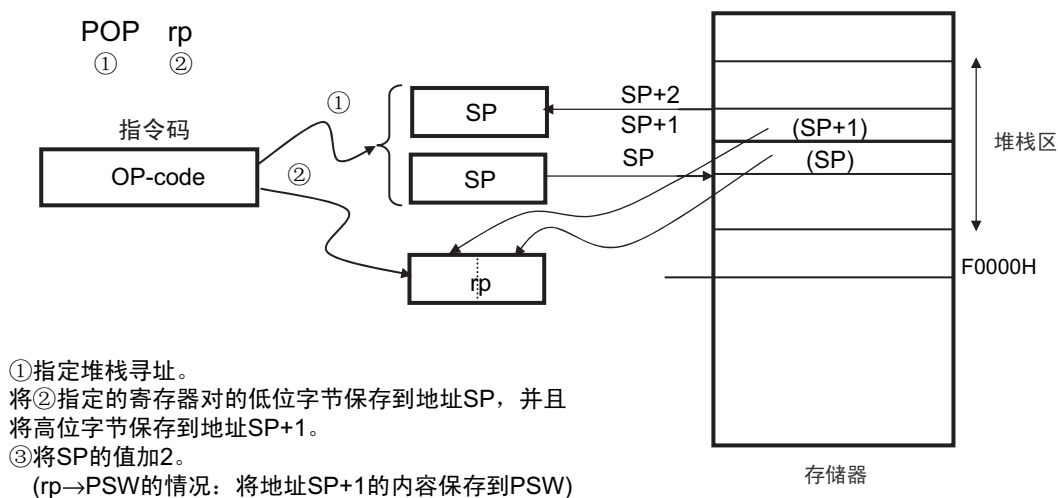 POP rp
① ②
指令码
OP-code
①
②
SP
SP
rp
SP+2
SP+1
SP
(SP+1)
(SP)
堆栈区
F0000H
存储器
①指定堆栈寻址。
将②指定的寄存器对的低位字节保存到地址SP，并且
将高位字节保存到地址SP+1。
③将SP的值加2。
(rp→PSW的情况：将地址SP+1的内容保存到PSW)